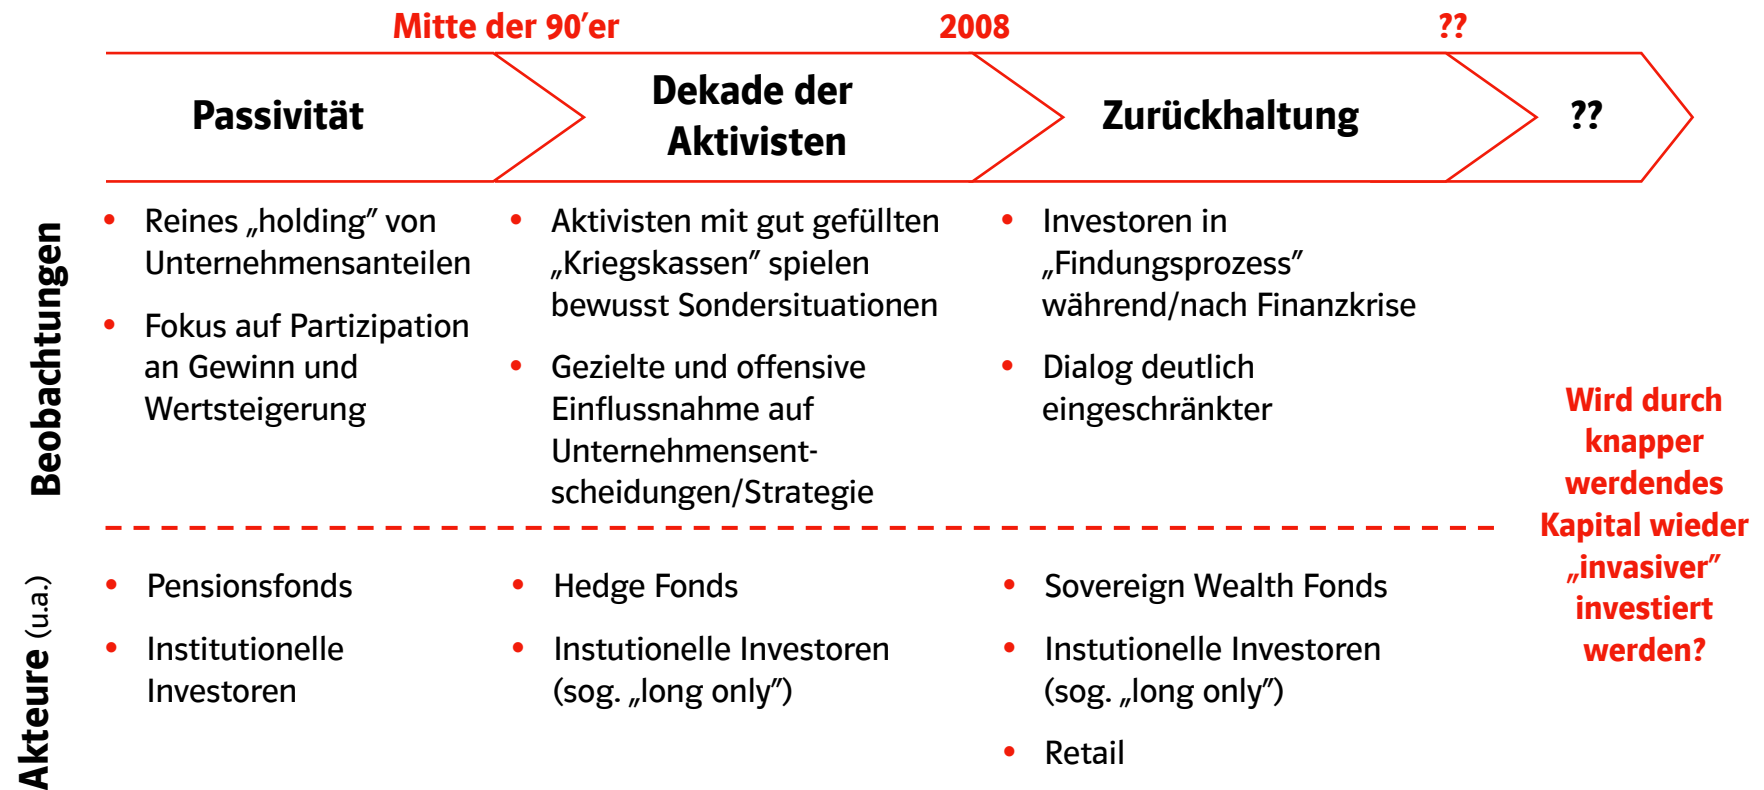 Mitte der 90’er
2008
??
Passivität
Dekade der
Aktivisten
Zurückhaltung
??
Beobachtungen
• Reines „holding” von
Unternehmensanteilen
• Fokus auf Partizipation
an Gewinn und
Wertsteigerung
• Aktivisten mit gut gefüllten
„Kriegskassen” spielen
bewusst Sondersituationen
• Gezielte und offensive
Einflussnahme auf
Unternehmensent-
scheidungen/Strategie
• Investoren in
„Findungsprozess”
während/nach Finanzkrise
• Dialog deutlich
eingeschränkter
Akteure (u.a.)
• Pensionsfonds
• Institutionelle
Investoren
• Hedge Fonds
• Instutionelle Investoren
(sog. „long only”)
• Sovereign Wealth Fonds
• Instutionelle Investoren
(sog. „long only”)
• Retail
Wird durch
knapper
werdendes
Kapital wieder
„invasiver”
investiert
werden?